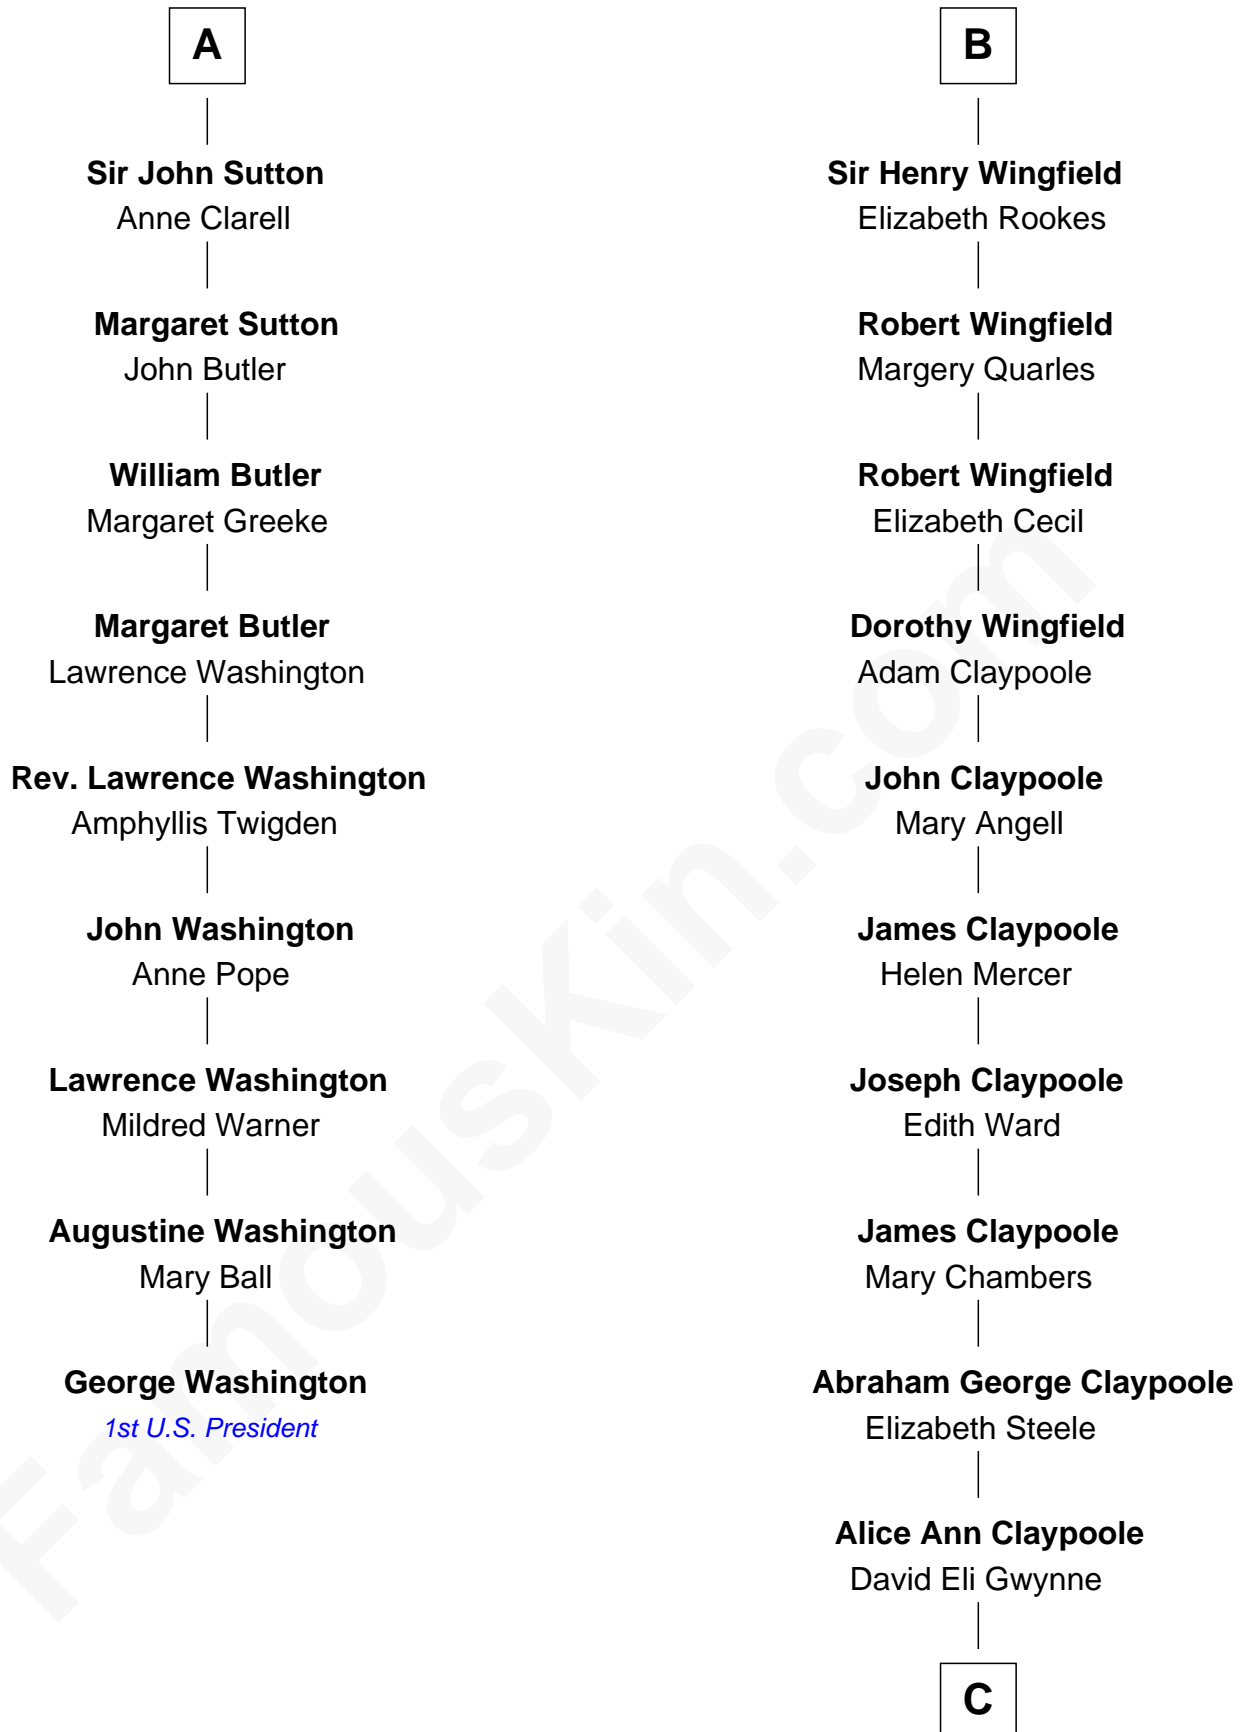 A
Sir John Sutton
Anne Clarell
Margaret Sutton
John Butler
William Butler
Margaret Greeke
Margaret Butler
Lawrence Washington
Rev. Lawrence Washington
Amphyllis Twigden
John Washington
Anne Pope
Lawrence Washington
Mildred Warner
Augustine Washington
Mary Ball
George Washington
1st U.S. President
B
Sir Henry Wingfield
Elizabeth Rookes
Robert Wingfield
Margery Quarles
Robert Wingfield
Elizabeth Cecil
Dorothy Wingfield
Adam Claypoole
John Claypoole
Mary Angell
James Claypoole
Helen Mercer
Joseph Claypoole
Edith Ward
James Claypoole
Mary Chambers
Abraham George Claypoole
Elizabeth Steele
Alice Ann Claypoole
David Eli Gwynne
C
FamousKin.com